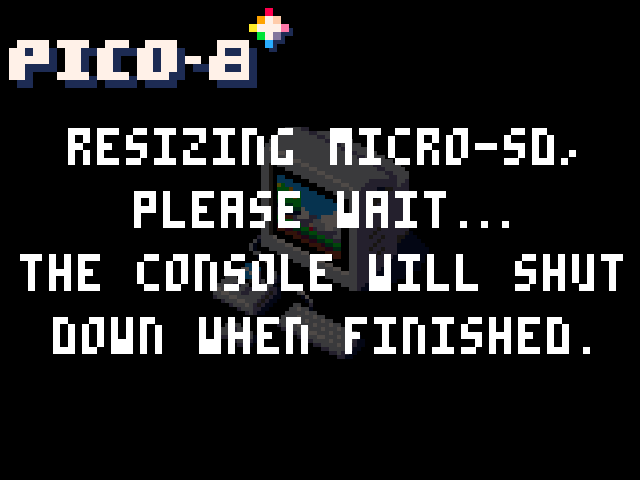 PICO-8
RESIZING MICRO-SD,
PLEASE WAIT...
THE CONSOLE WILL SHUT
DOWN WHEN FINISHED.